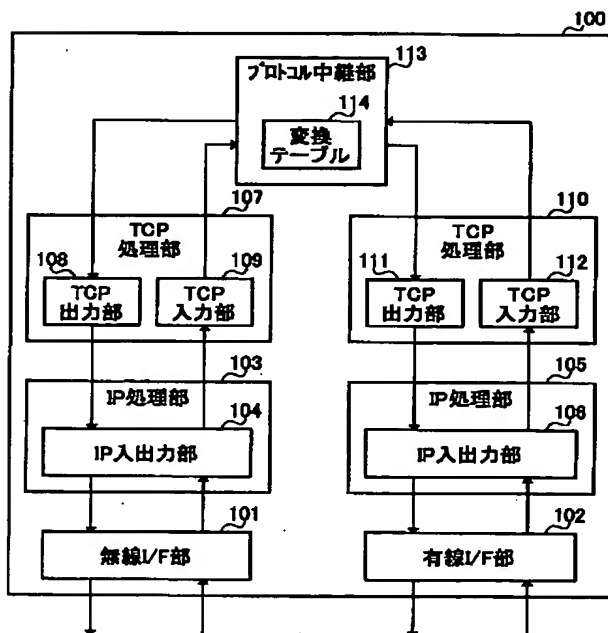 100
113
プロトコル中継部
114
変換
テーブル
107
TCP
処理部
108
TCP
出力部
109
TCP
入力部
110
TCP
処理部
111
TCP
出力部
112
TCP
入力部
103
IP処理部
104
IP入出力部
105
IP処理部
106
IP入出力部
101
無線I/F部
102
有線I/F部